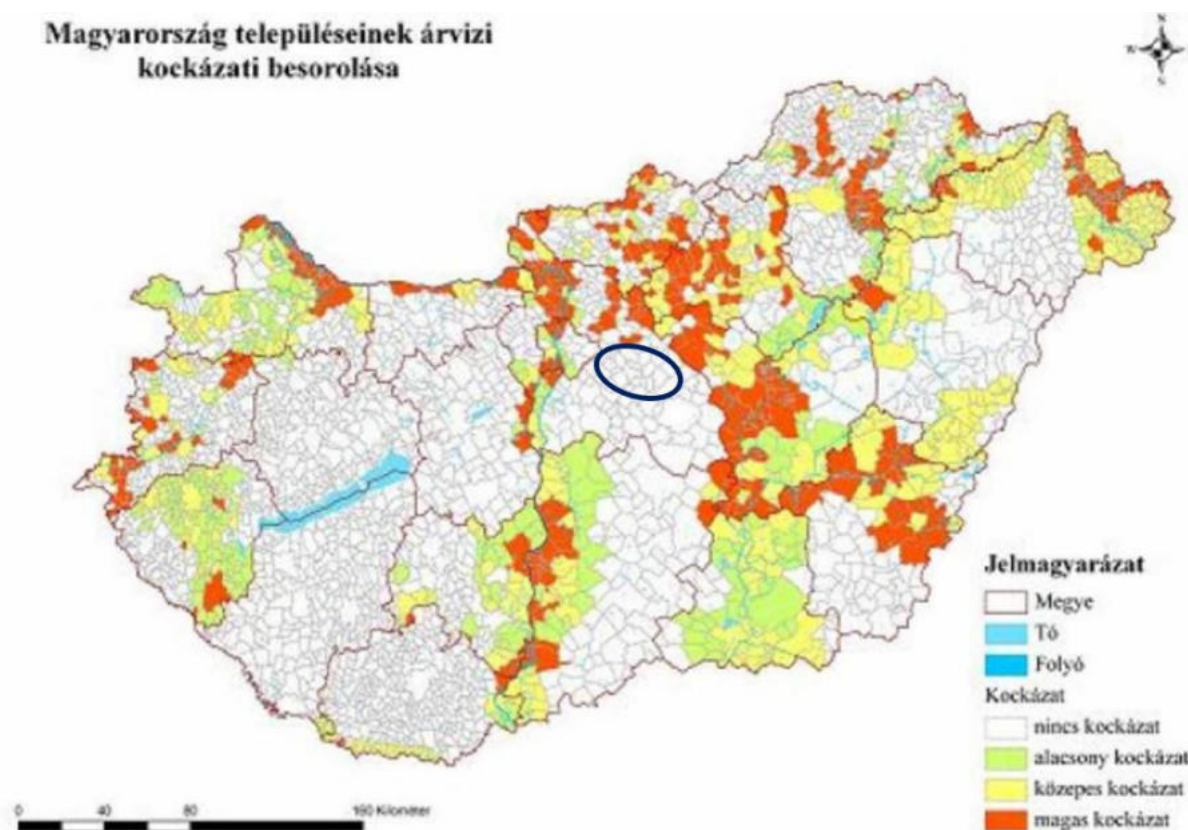 Magyarország településeinek árvizi
kockázati besorolása
N
W
S
Jelmagyarázat
Megye
Tó
Folyó
Kockázat
nincs kockázat
alacsony kockázat
közepes kockázat
magas kockázat
0 40 80 160 Kilométer